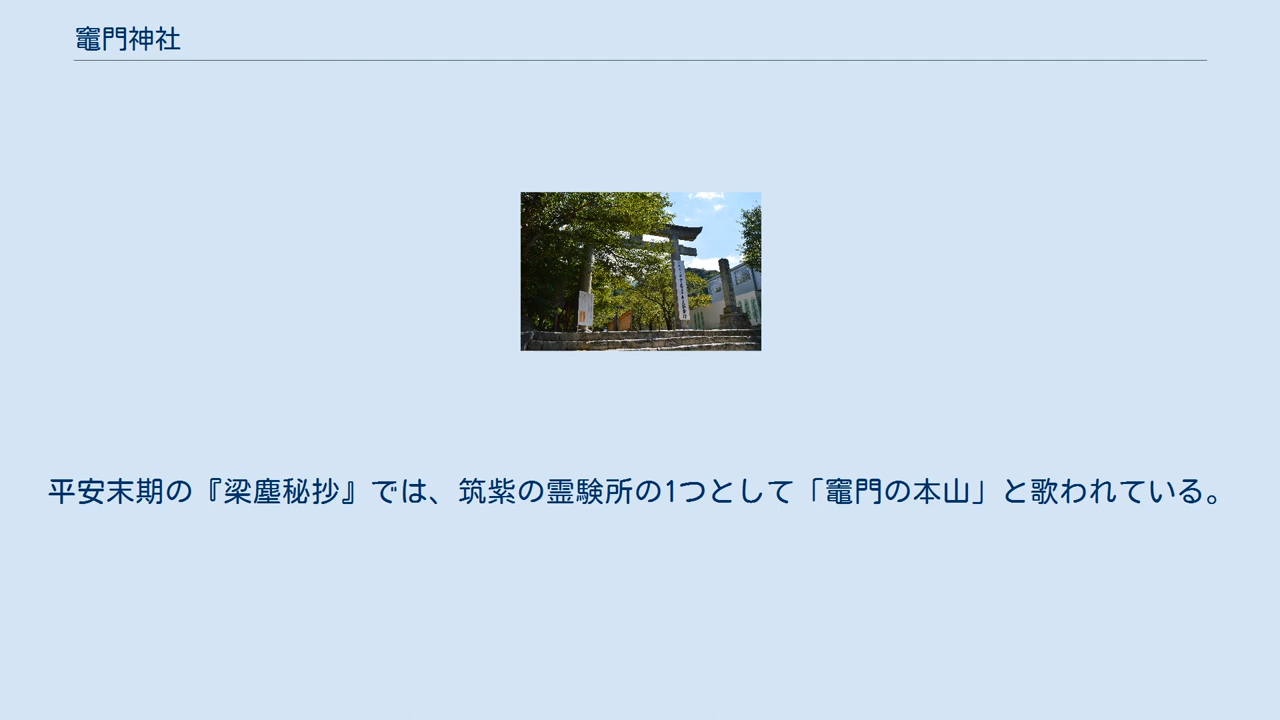 竈門神社
平安末期の『梁塵秘抄』では、筑紫の霊験所の1つとして「竈門の本山」と歌われている。